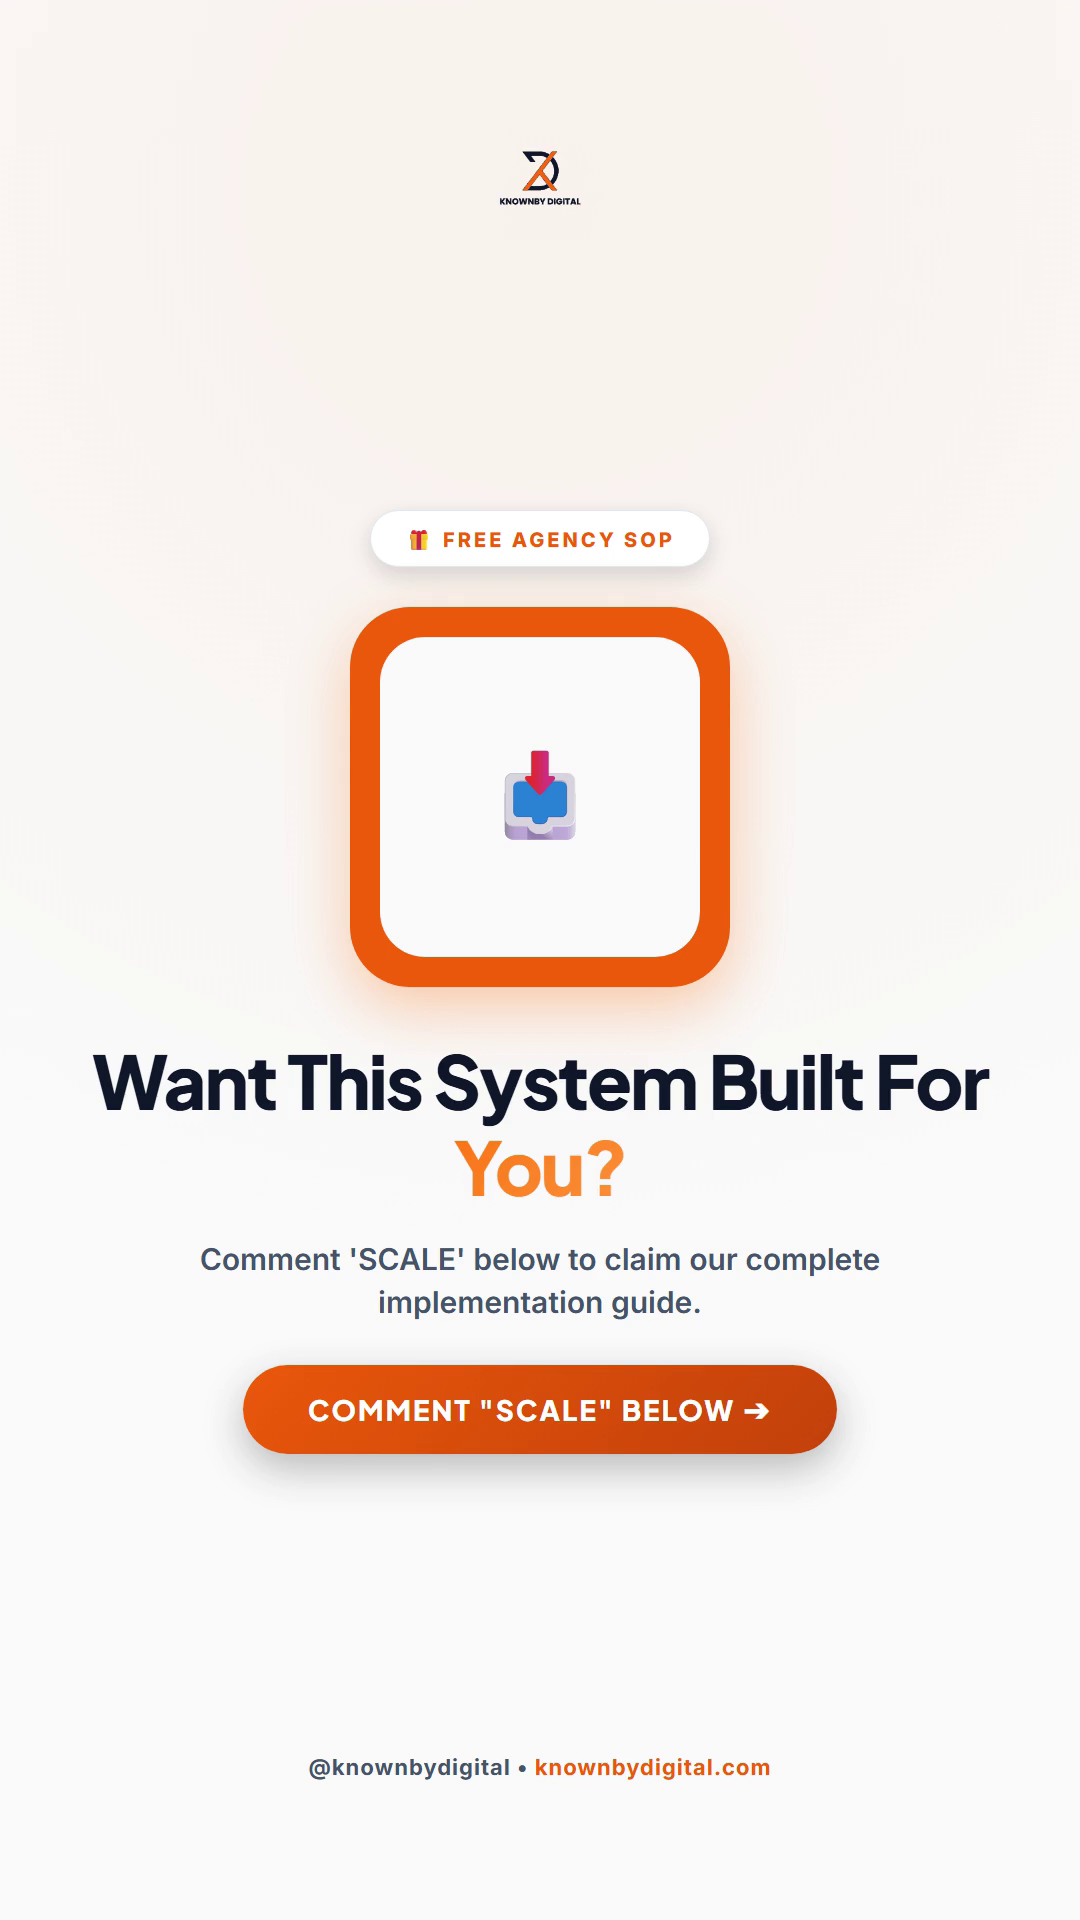 KNOWNBY DIGITAL
FREE AGENCY SOP
Want This System Built For
You?
Comment 'SCALE' below to claim our complete
implementation guide.
COMMENT "SCALE" BELOW ➔
@knownbydigital • knownbydigital.com